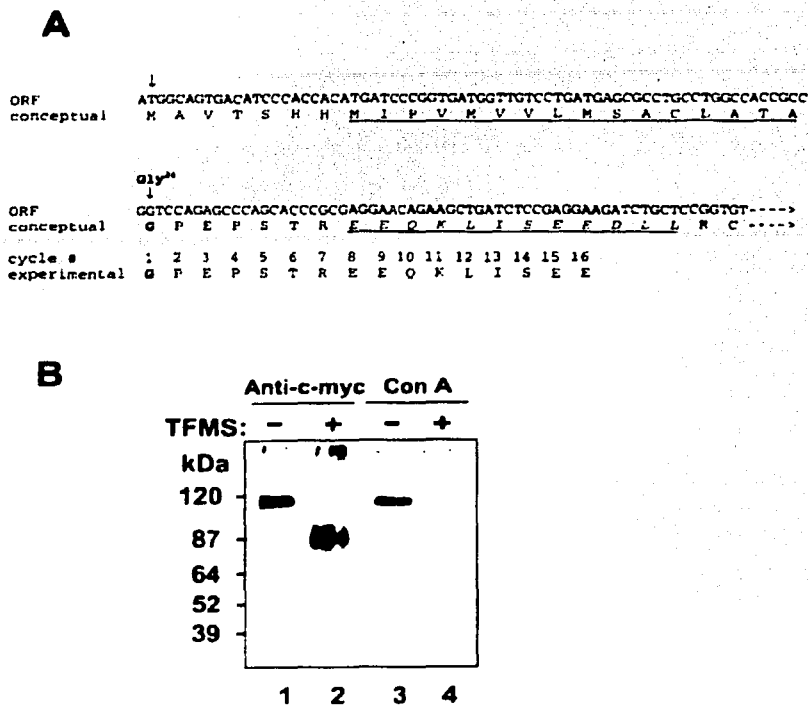 A
↓
ORF ATGGCAGTGACATCCCACCACATGATCCCGGTGATGGTTGTCCTGATGAGCGCCTGCCTGGCCACCGCC
conceptual M A V T S H H M I P V M V V L M S A C L A T A
↓
ORF GGTCCAGAGCCCAGCACCCGCGAGGAACAGAAGCTGATCTCCGAGGAAGATCTGCTCCGGTGT---->
conceptual G P E P S T R E E Q K L I S E E D L L R C ---->
cycle # 1 2 3 4 5 6 7 8 9 10 11 12 13 14 15 16
experimental G P E P S T R E E Q K L I S E E
B
Anti-c-myc Con A
TFMS: - + - +
kDa
120
87
64
52
39
1 2 3 4